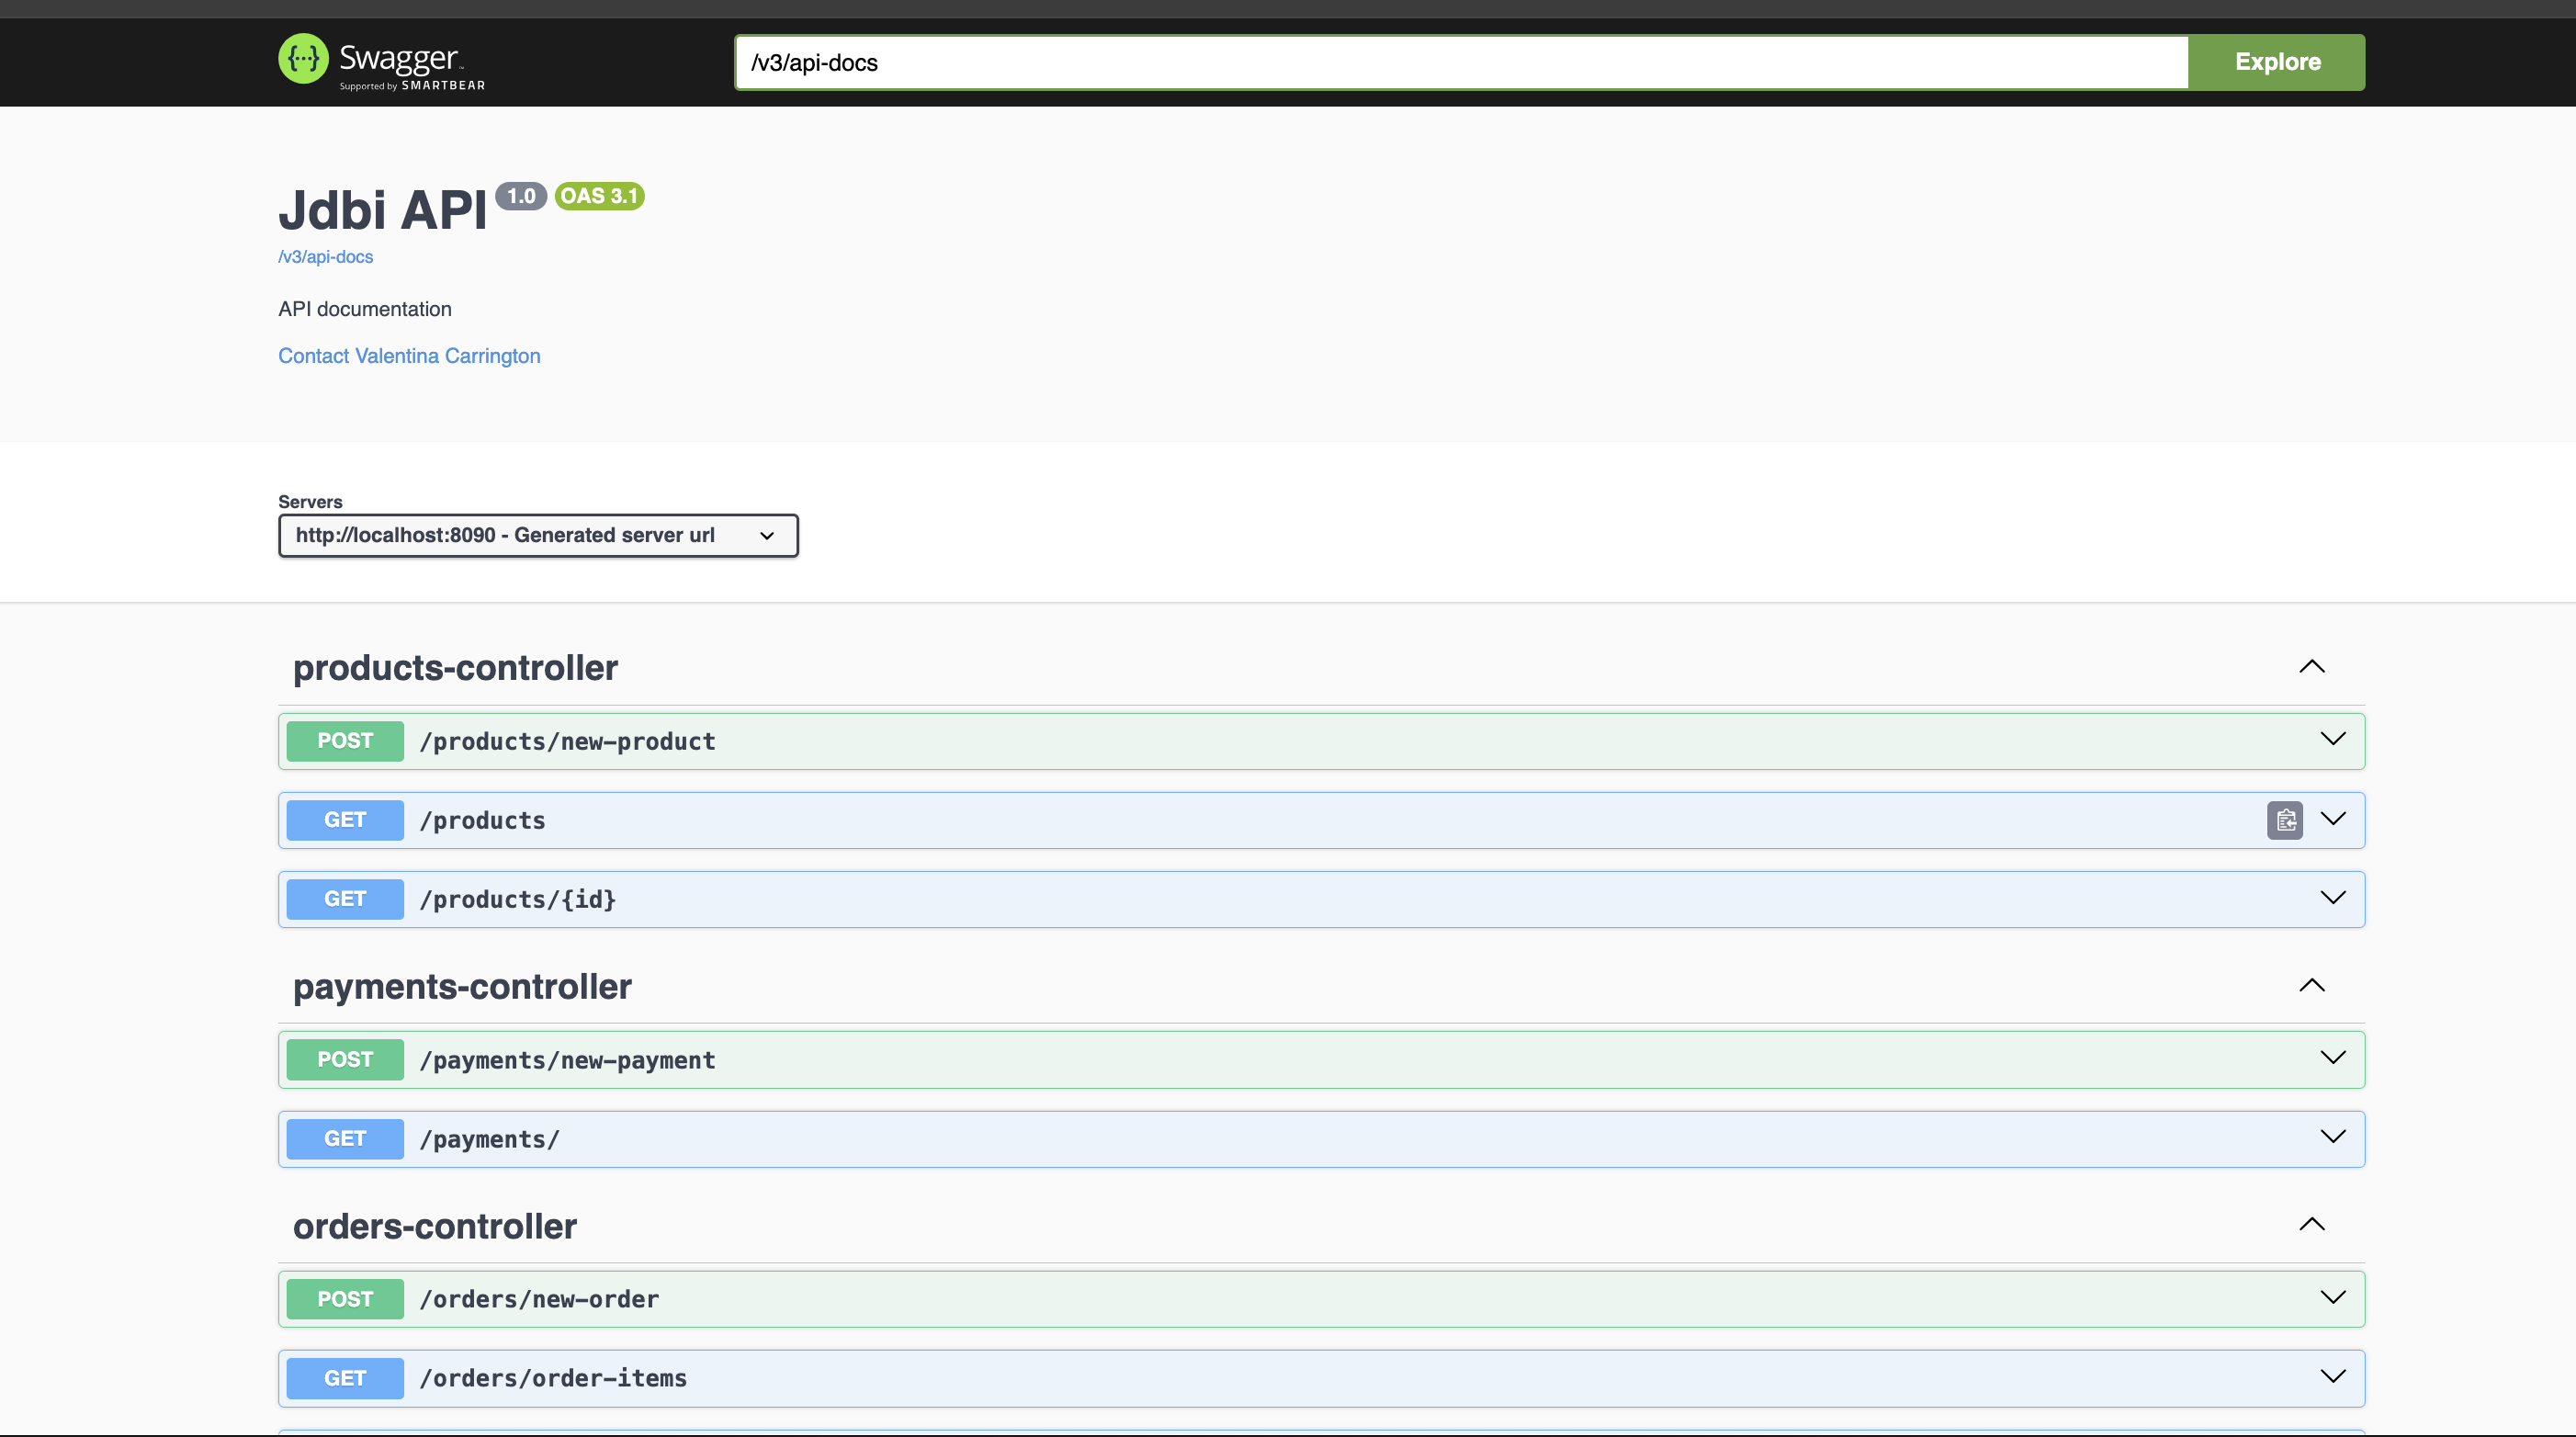 Swagger™
Supported by SMARTBEAR
/v3/api-docs
Explore
Jdbi API 1.0 OAS 3.1
/v3/api-docs
API documentation
Contact Valentina Carrington
Servers
http://localhost:8090 - Generated server url
products-controller
POST /products/new-product
GET /products
GET /products/{id}
payments-controller
POST /payments/new-payment
GET /payments/
orders-controller
POST /orders/new-order
GET /orders/order-items